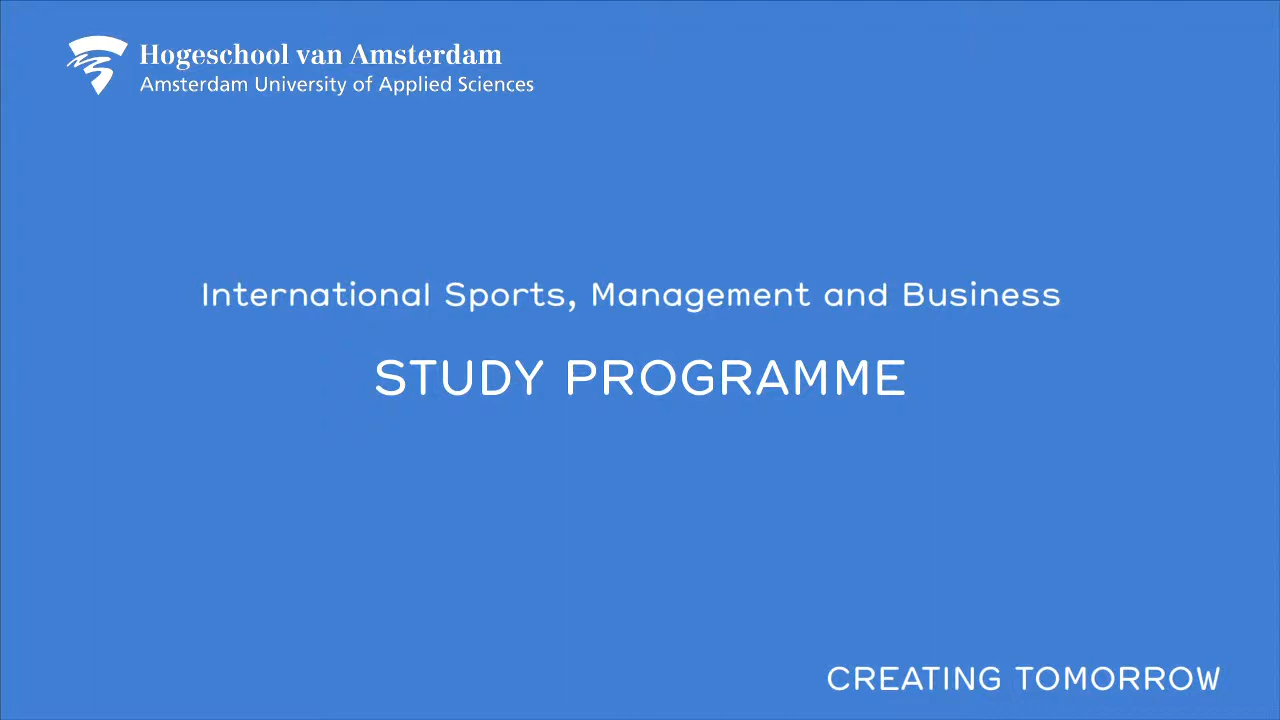 Hogeschool van Amsterdam
Amsterdam University of Applied Sciences
International Sports, Management and Business
STUDY PROGRAMME
CREATING TOMORROW